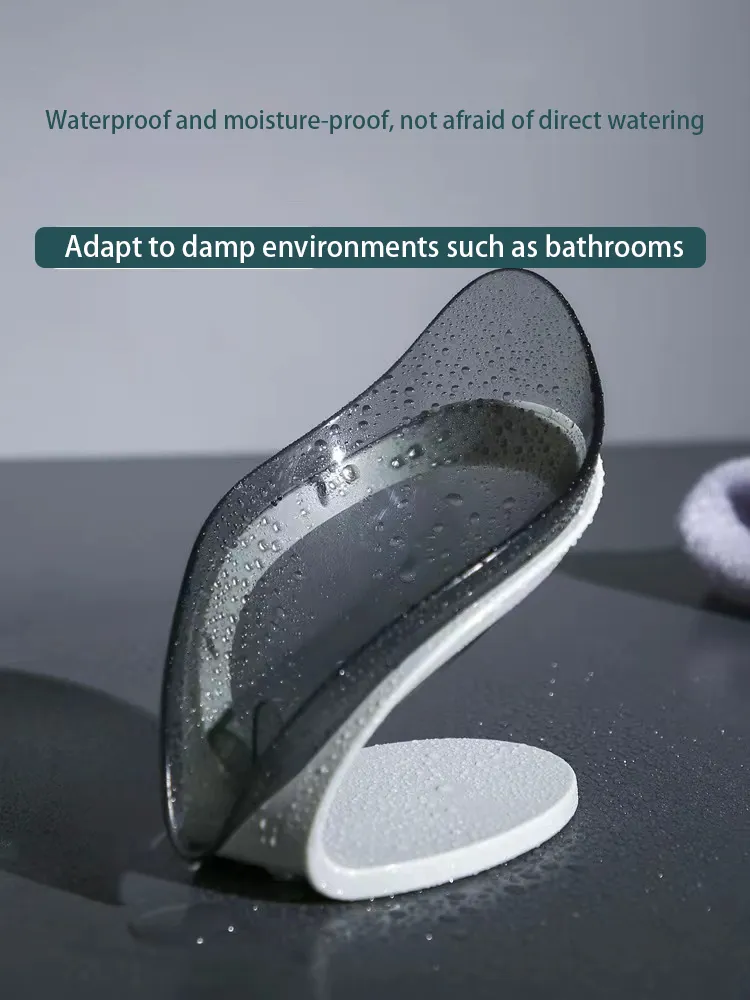 Waterproof and moisture-proof, not afraid of direct watering
Adapt to damp environments such as bathrooms